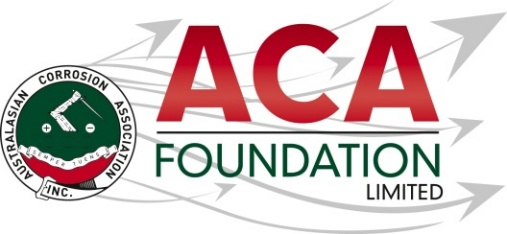 ACA
FOUNDATION
LIMITED
AUSTRALASIAN CORROSION ASSOCIATION
INC.
SEMPER TUENS